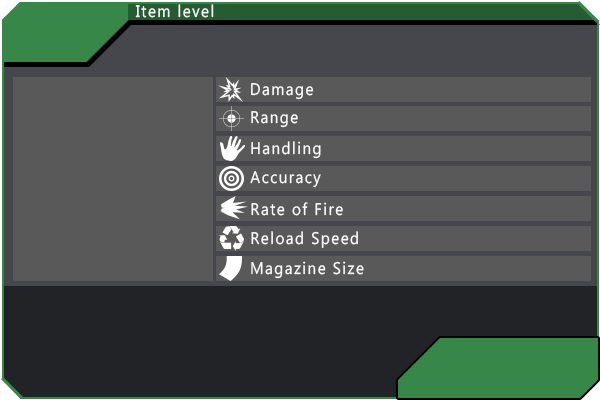 Item level
Damage
Range
Handling
Accuracy
Rate of Fire
Reload Speed
Magazine Size